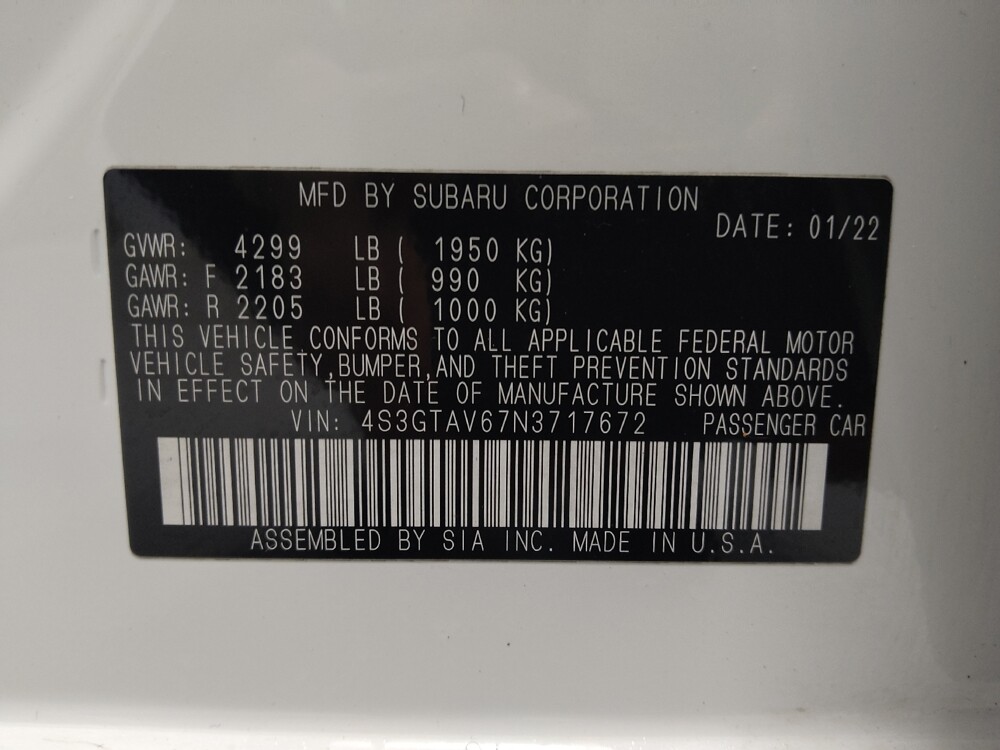 MFD BY SUBARU CORPORATION
DATE: 01/22
GVWR: 4299 LB ( 1950 KG)
GAWR: F 2183 LB ( 990 KG)
GAWR: R 2205 LB ( 1000 KG)
THIS VEHICLE CONFORMS TO ALL APPLICABLE FEDERAL MOTOR
VEHICLE SAFETY,BUMPER,AND THEFT PREVENTION STANDARDS
IN EFFECT ON THE DATE OF MANUFACTURE SHOWN ABOVE.
VIN: 4S3GTAV67N3717672 PASSENGER CAR
ASSEMBLED BY SIA INC. MADE IN U.S.A.